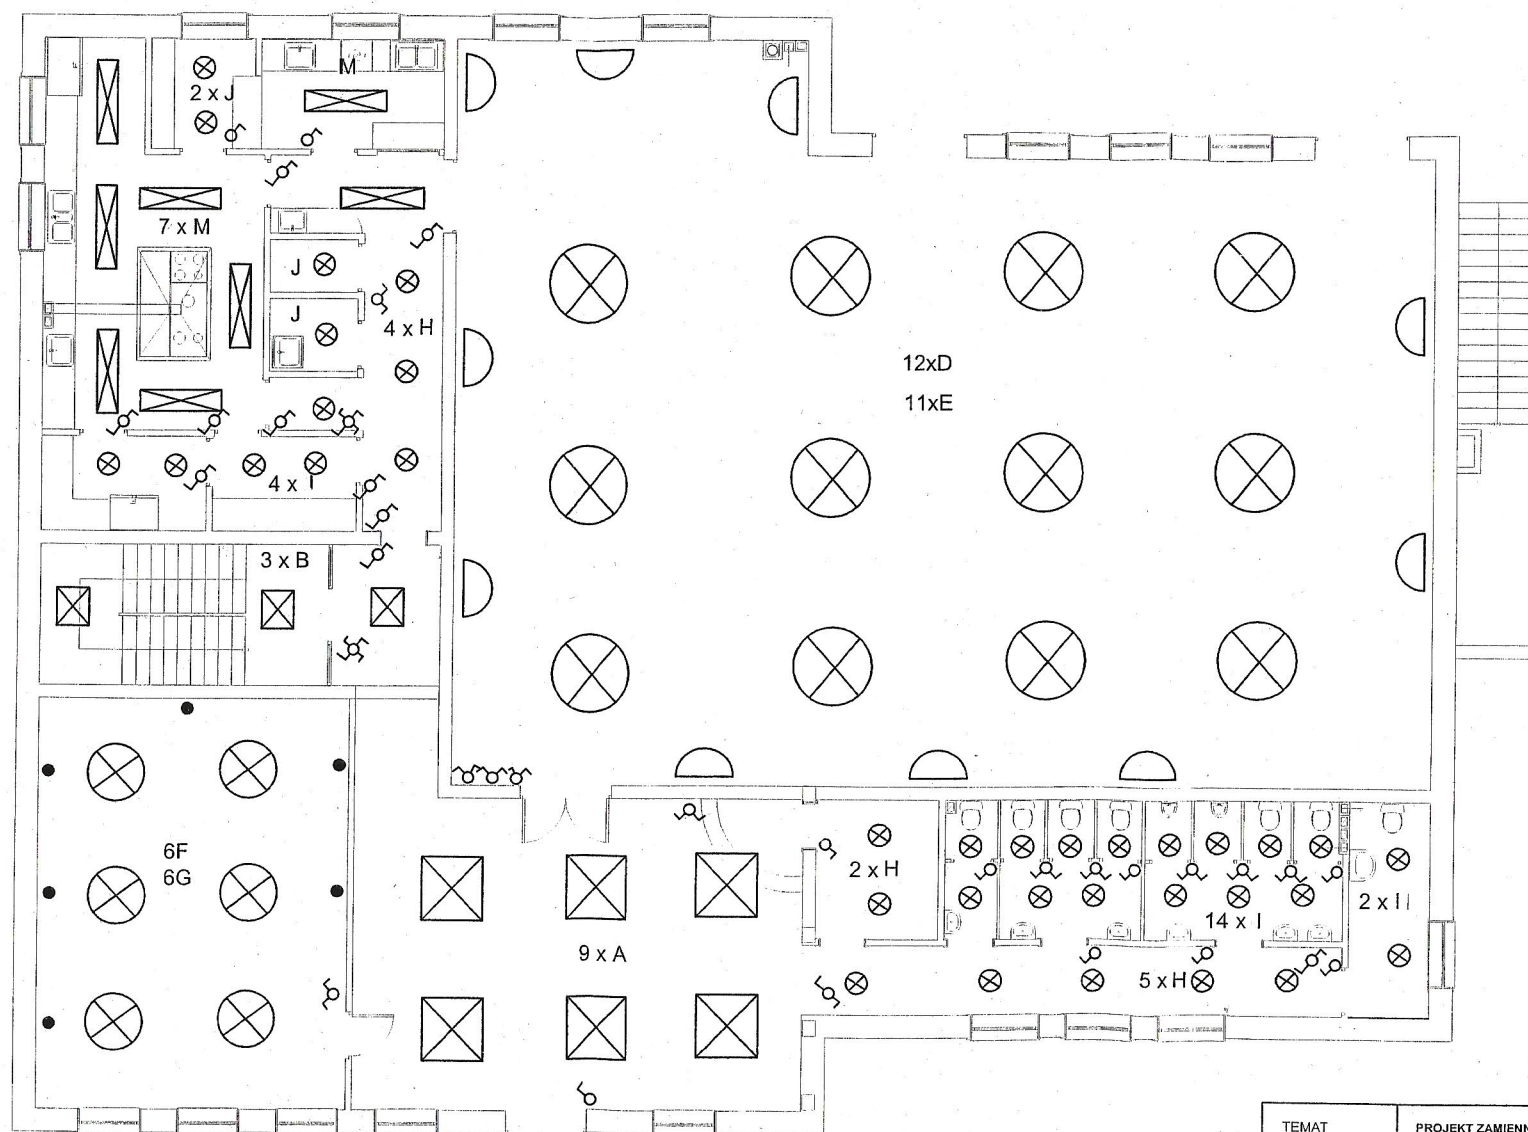 M
2 x J
7 x M
J
J
4 x H
12xD
11xE
4 x I
3 x B
6F
6G
2 x H
14 x I
9 x A
5 x H
TEMAT
PROJEKT ZAMIENN